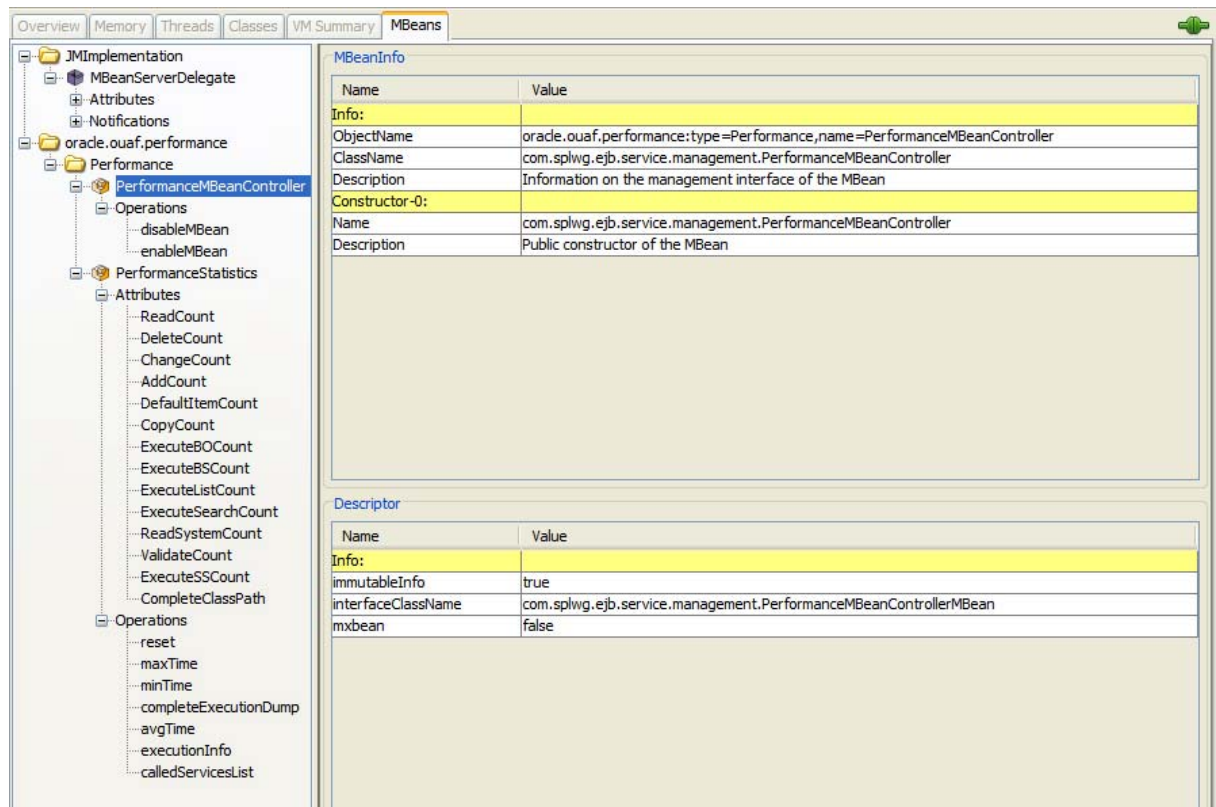 Overview Memory Threads Classes VM Summary MBeans
JMImplementation
MBeanServerDelegate
Attributes
Notifications
oracle.ouaf.performance
Performance
PerformanceMBeanController
Operations
disableMBean
enableMBean
PerformanceStatistics
Attributes
ReadCount
DeleteCount
ChangeCount
AddCount
DefaultItemCount
CopyCount
ExecuteBOCount
ExecuteBSCount
ExecuteListCount
ExecuteSearchCount
ReadSystemCount
ValidateCount
ExecuteSSCount
CompleteClassPath
Operations
reset
maxTime
minTime
completeExecutionDump
avgTime
executionInfo
calledServicesList
MBeanInfo
Name Value
Info:
ObjectName oracle.ouaf.performance:type=Performance,name=PerformanceMBeanController
ClassName com.splwg.ejb.service.management.PerformanceMBeanController
Description Information on the management interface of the MBean
Constructor-0:
Name com.splwg.ejb.service.management.PerformanceMBeanController
Description Public constructor of the MBean
Descriptor
Name Value
Info:
immutableInfo true
interfaceClassName com.splwg.ejb.service.management.PerformanceMBeanControllerMBean
mxbean false